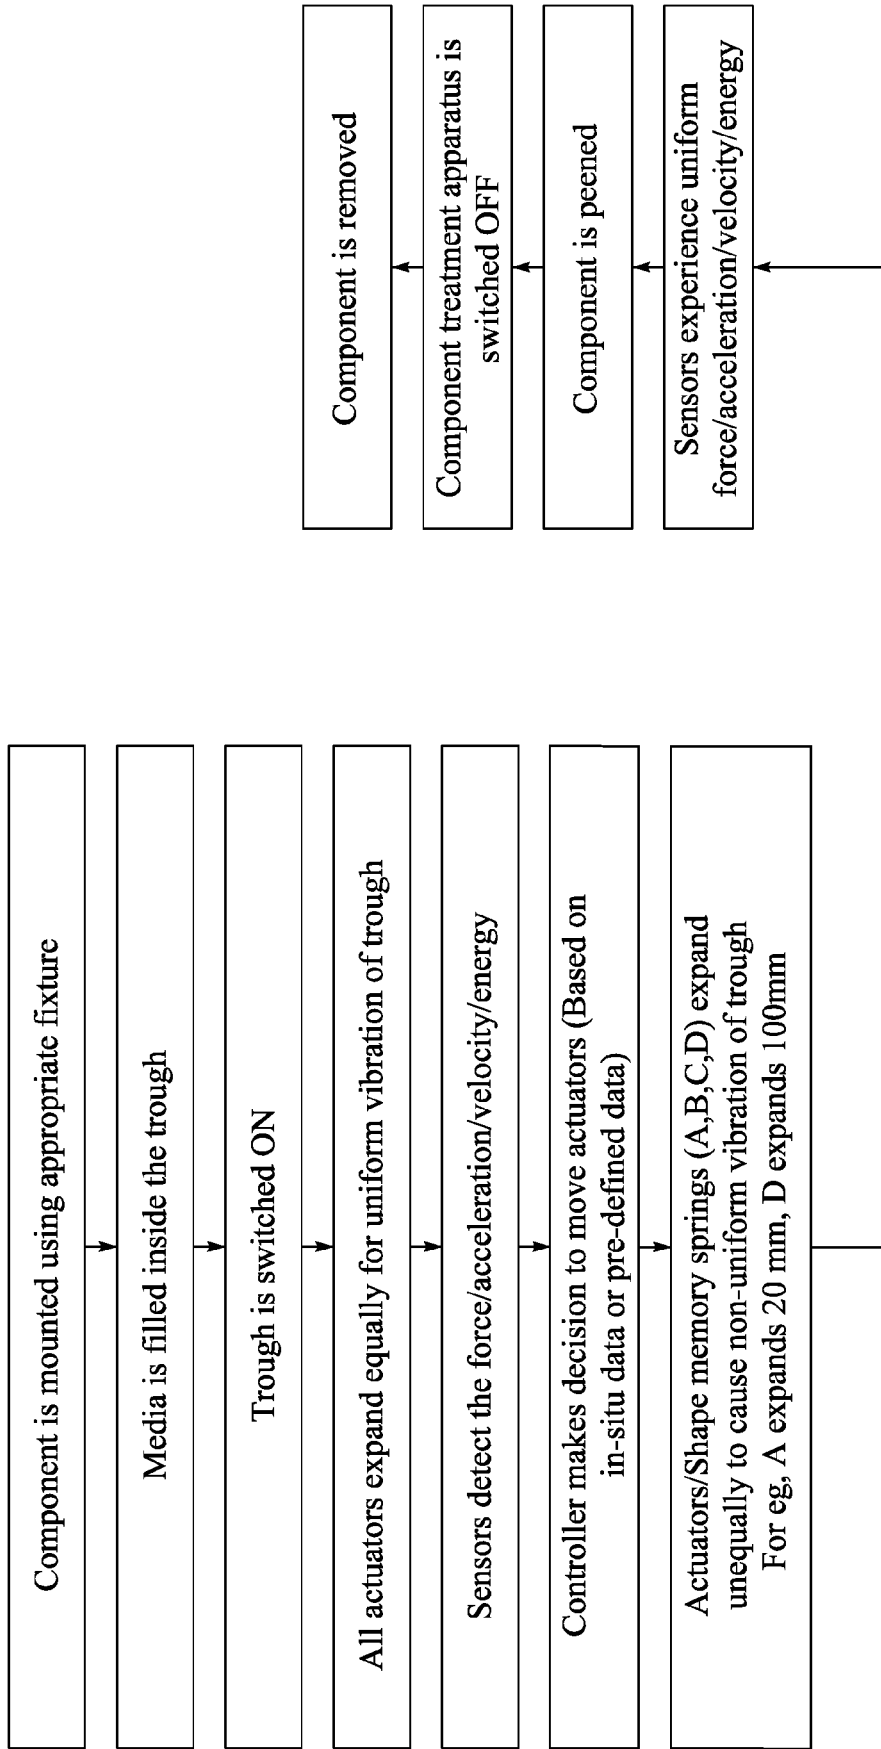 Component is mounted using appropriate fixture
Media is filled inside the trough
Trough is switched ON
All actuators expand equally for uniform vibration of trough
Sensors detect the force/acceleration/velocity/energy
Controller makes decision to move actuators (Based on
in-situ data or pre-defined data)
Actuators/Shape memory springs (A,B,C,D) expand
unequally to cause non-uniform vibration of trough
For eg, A expands 20 mm, D expands 100mm
Sensors experience uniform
force/acceleration/velocity/energy
Component is peened
Component treatment apparatus is
switched OFF
Component is removed